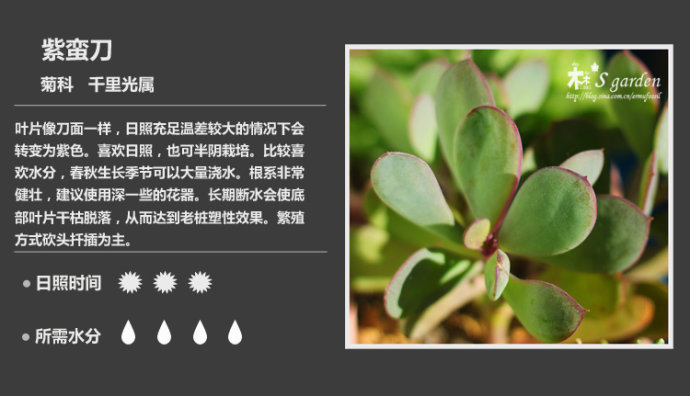 紫蛮刀
菊科 千里光属
叶片像刀面一样，日照充足温差较大的情况下会
转变为紫色。喜欢日照，也可半阴栽培。比较喜
欢水分，春秋生长季节可以大量浇水。根系非常
健壮，建议使用深一些的花器。长期断水会使底
部叶片干枯脱落，从而达到老桩塑性效果。繁殖
方式砍头扦插为主。
日照时间
所需水分
S garden